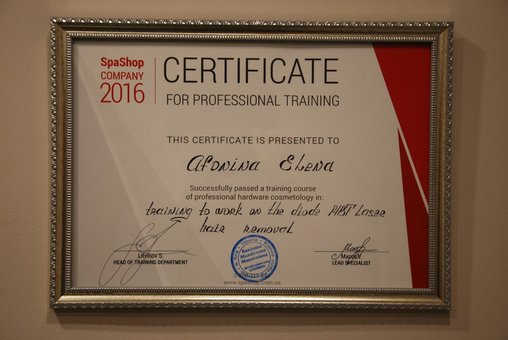 SpaShop
COMPANY
2016
CERTIFICATE
FOR PROFESSIONAL TRAINING
THIS CERTIFICATE IS PRESENTED TO
Afonina Elena
Successfully passed a training course
of professional hardware cosmetology in:
training to work on the diode MBT Laser
hair removal
Litvinov S.
HEAD OF TRAINING DEPARTMENT
LEAD SPECIALIST